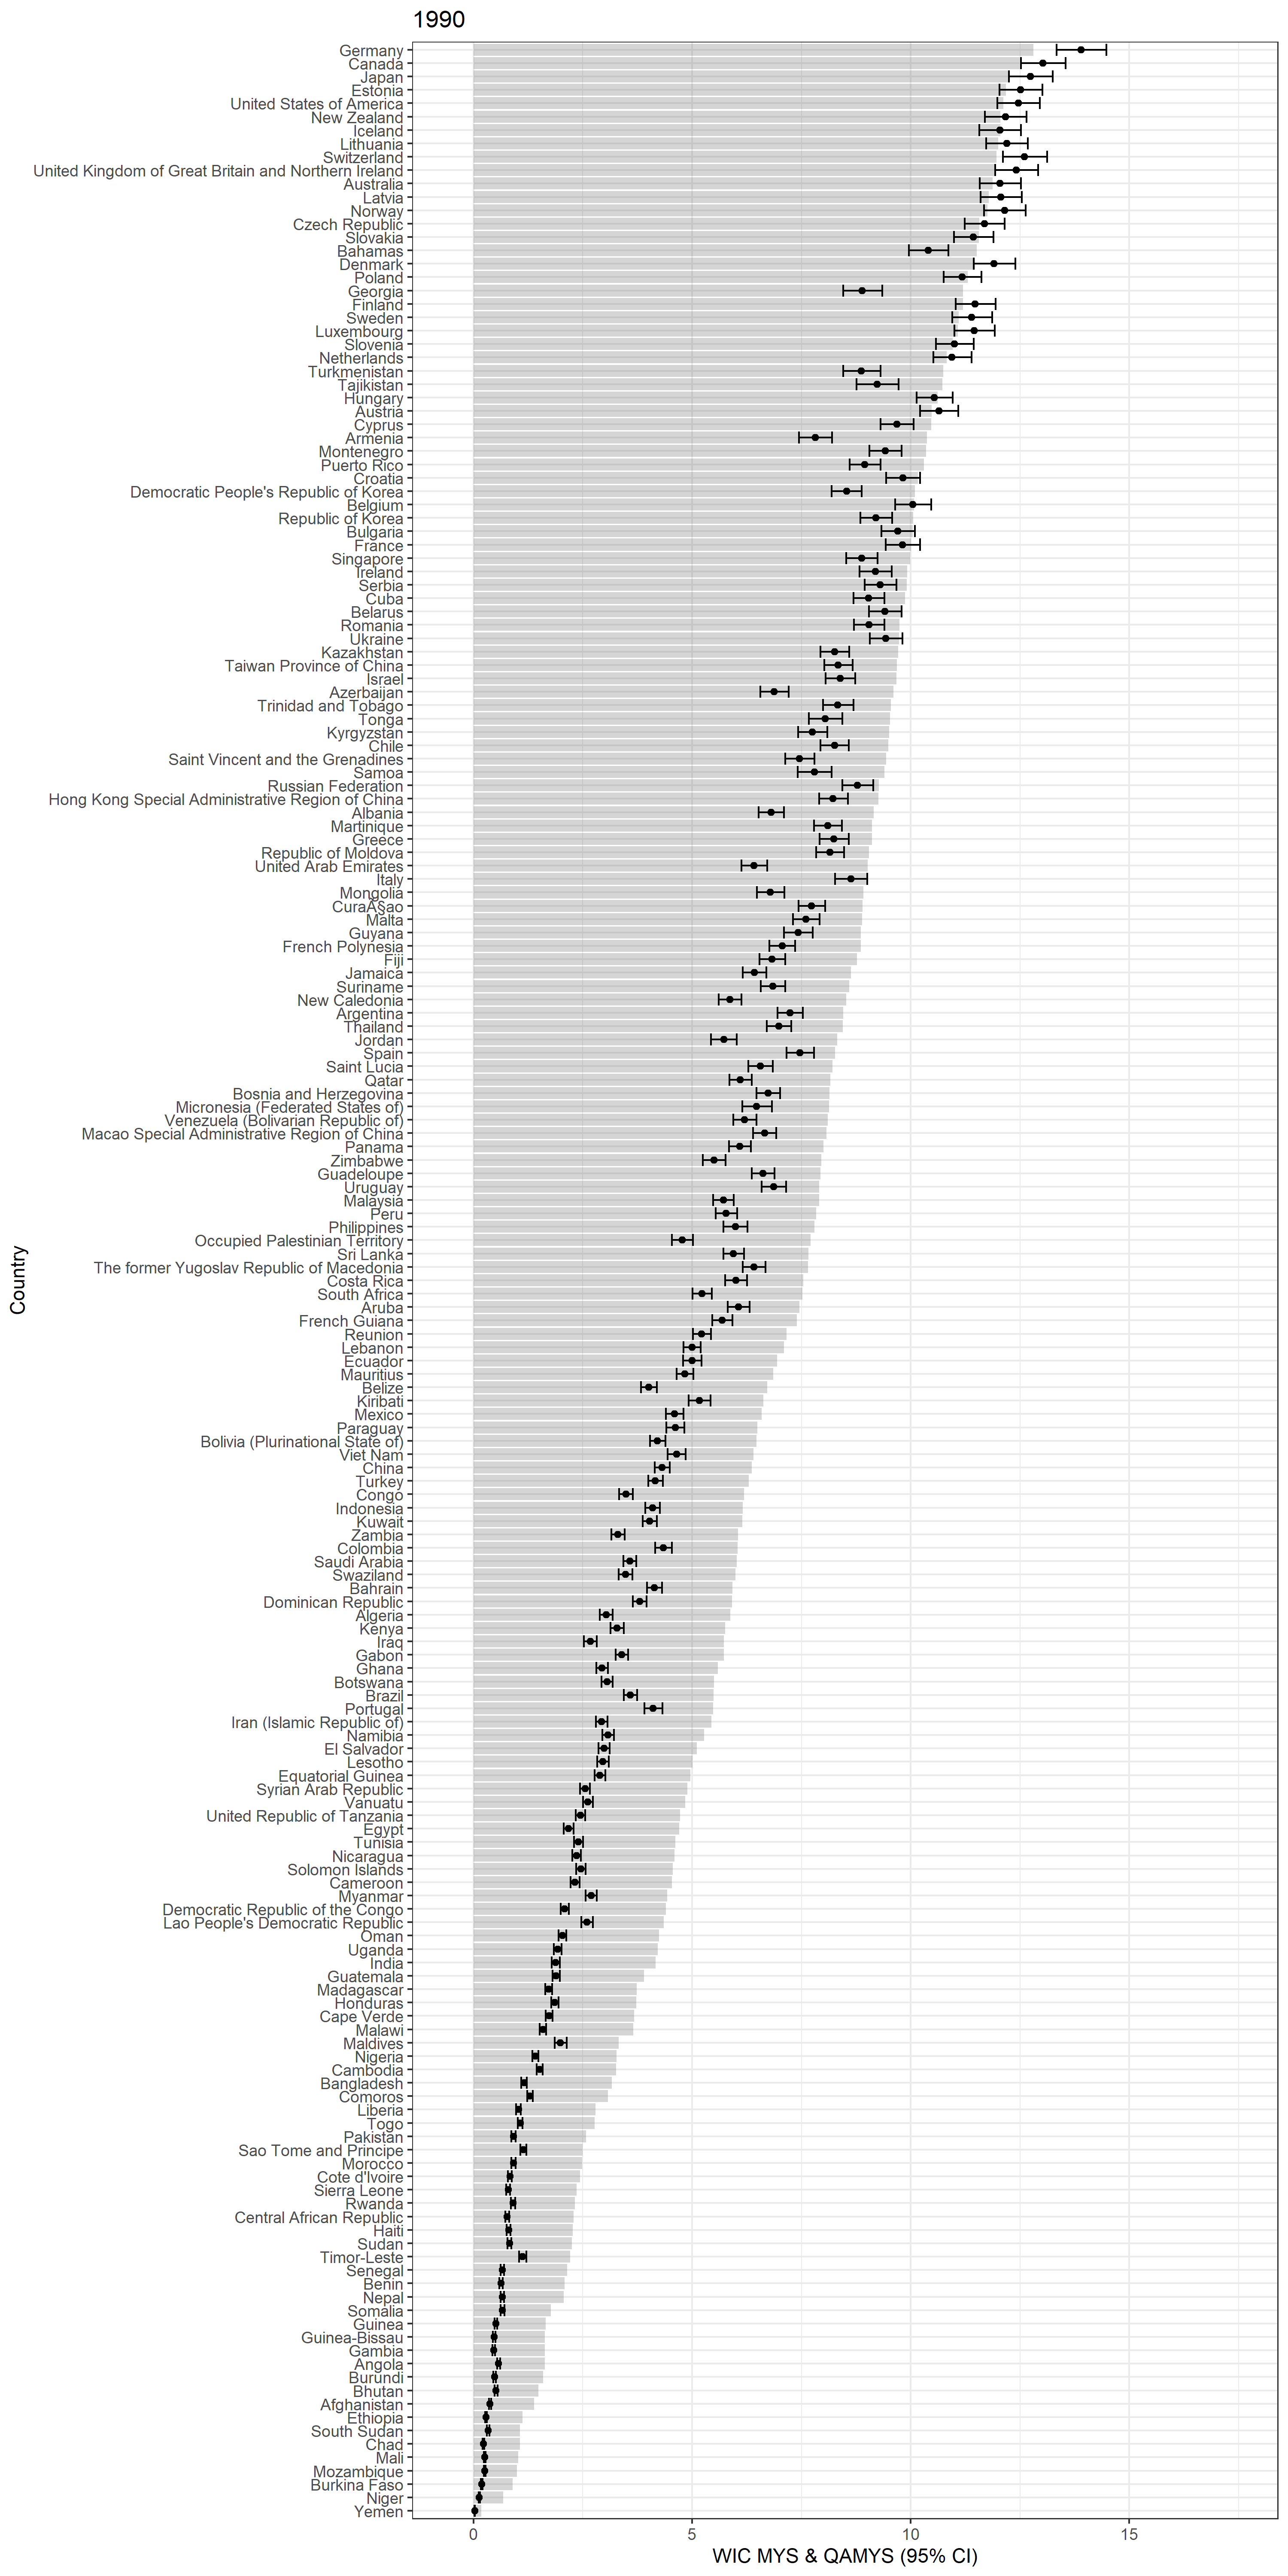 1990
Germany
Canada
Japan
Estonia
United States of America
New Zealand
Iceland
Lithuania
Switzerland
United Kingdom of Great Britain and Northern Ireland
Australia
Latvia
Norway
Czech Republic
Slovakia
Bahamas
Denmark
Poland
Georgia
Finland
Sweden
Luxembourg
Slovenia
Netherlands
Turkmenistan
Tajikistan
Hungary
Austria
Cyprus
Armenia
Montenegro
Puerto Rico
Croatia
Democratic People's Republic of Korea
Belgium
Republic of Korea
Bulgaria
France
Singapore
Ireland
Serbia
Cuba
Belarus
Romania
Ukraine
Kazakhstan
Taiwan Province of China
Israel
Azerbaijan
Trinidad and Tobago
Tonga
Kyrgyzstan
Chile
Saint Vincent and the Grenadines
Samoa
Russian Federation
Hong Kong Special Administrative Region of China
Albania
Martinique
Greece
Republic of Moldova
United Arab Emirates
Italy
Mongolia
CuraÃ§ao
Malta
Guyana
French Polynesia
Fiji
Jamaica
Suriname
New Caledonia
Argentina
Thailand
Jordan
Spain
Saint Lucia
Qatar
Bosnia and Herzegovina
Micronesia (Federated States of)
Venezuela (Bolivarian Republic of)
Macao Special Administrative Region of China
Panama
Zimbabwe
Guadeloupe
Uruguay
Malaysia
Peru
Philippines
Occupied Palestinian Territory
Sri Lanka
The former Yugoslav Republic of Macedonia
Costa Rica
South Africa
Aruba
French Guiana
Reunion
Lebanon
Ecuador
Mauritius
Belize
Kiribati
Mexico
Paraguay
Bolivia (Plurinational State of)
Viet Nam
China
Turkey
Congo
Indonesia
Kuwait
Zambia
Colombia
Saudi Arabia
Swaziland
Bahrain
Dominican Republic
Algeria
Kenya
Iraq
Gabon
Ghana
Botswana
Brazil
Portugal
Iran (Islamic Republic of)
Namibia
El Salvador
Lesotho
Equatorial Guinea
Syrian Arab Republic
Vanuatu
United Republic of Tanzania
Egypt
Tunisia
Nicaragua
Solomon Islands
Cameroon
Myanmar
Democratic Republic of the Congo
Lao People's Democratic Republic
Oman
Uganda
India
Guatemala
Madagascar
Honduras
Cape Verde
Malawi
Maldives
Nigeria
Cambodia
Bangladesh
Comoros
Liberia
Togo
Pakistan
Sao Tome and Principe
Morocco
Cote d'Ivoire
Sierra Leone
Rwanda
Central African Republic
Haiti
Sudan
Timor-Leste
Senegal
Benin
Nepal
Somalia
Guinea
Guinea-Bissau
Gambia
Angola
Burundi
Bhutan
Afghanistan
Ethiopia
South Sudan
Chad
Mali
Mozambique
Burkina Faso
Niger
Yemen
Country
0 5 10 15
WIC MYS & QAMYS (95% CI)